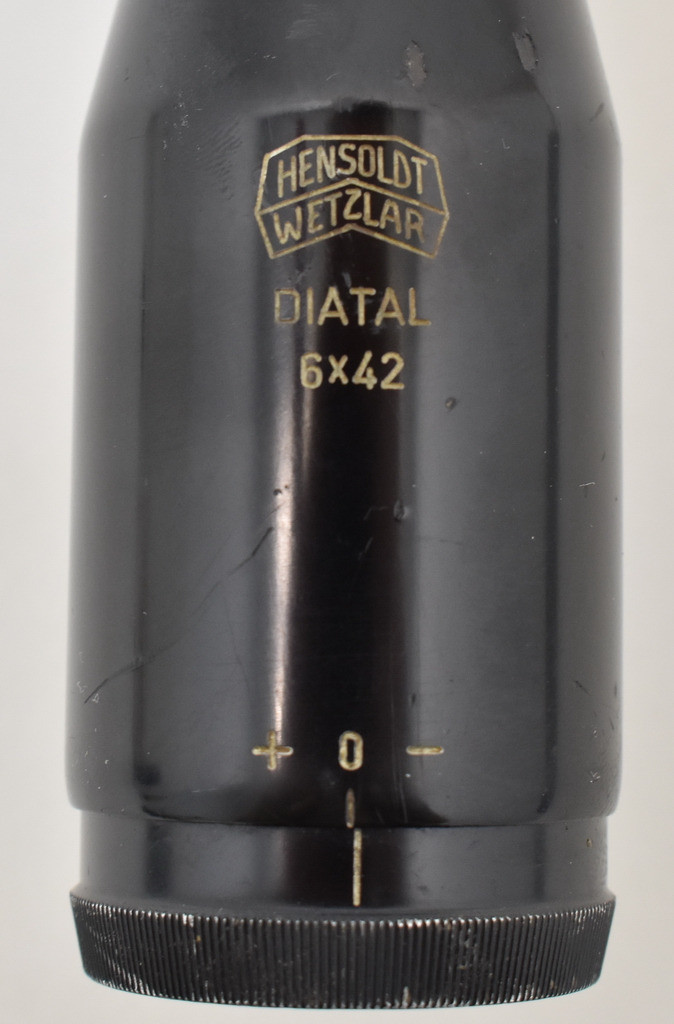 HENSOLDT
WETZLAR
DIATAL
6x42
+ 0 −